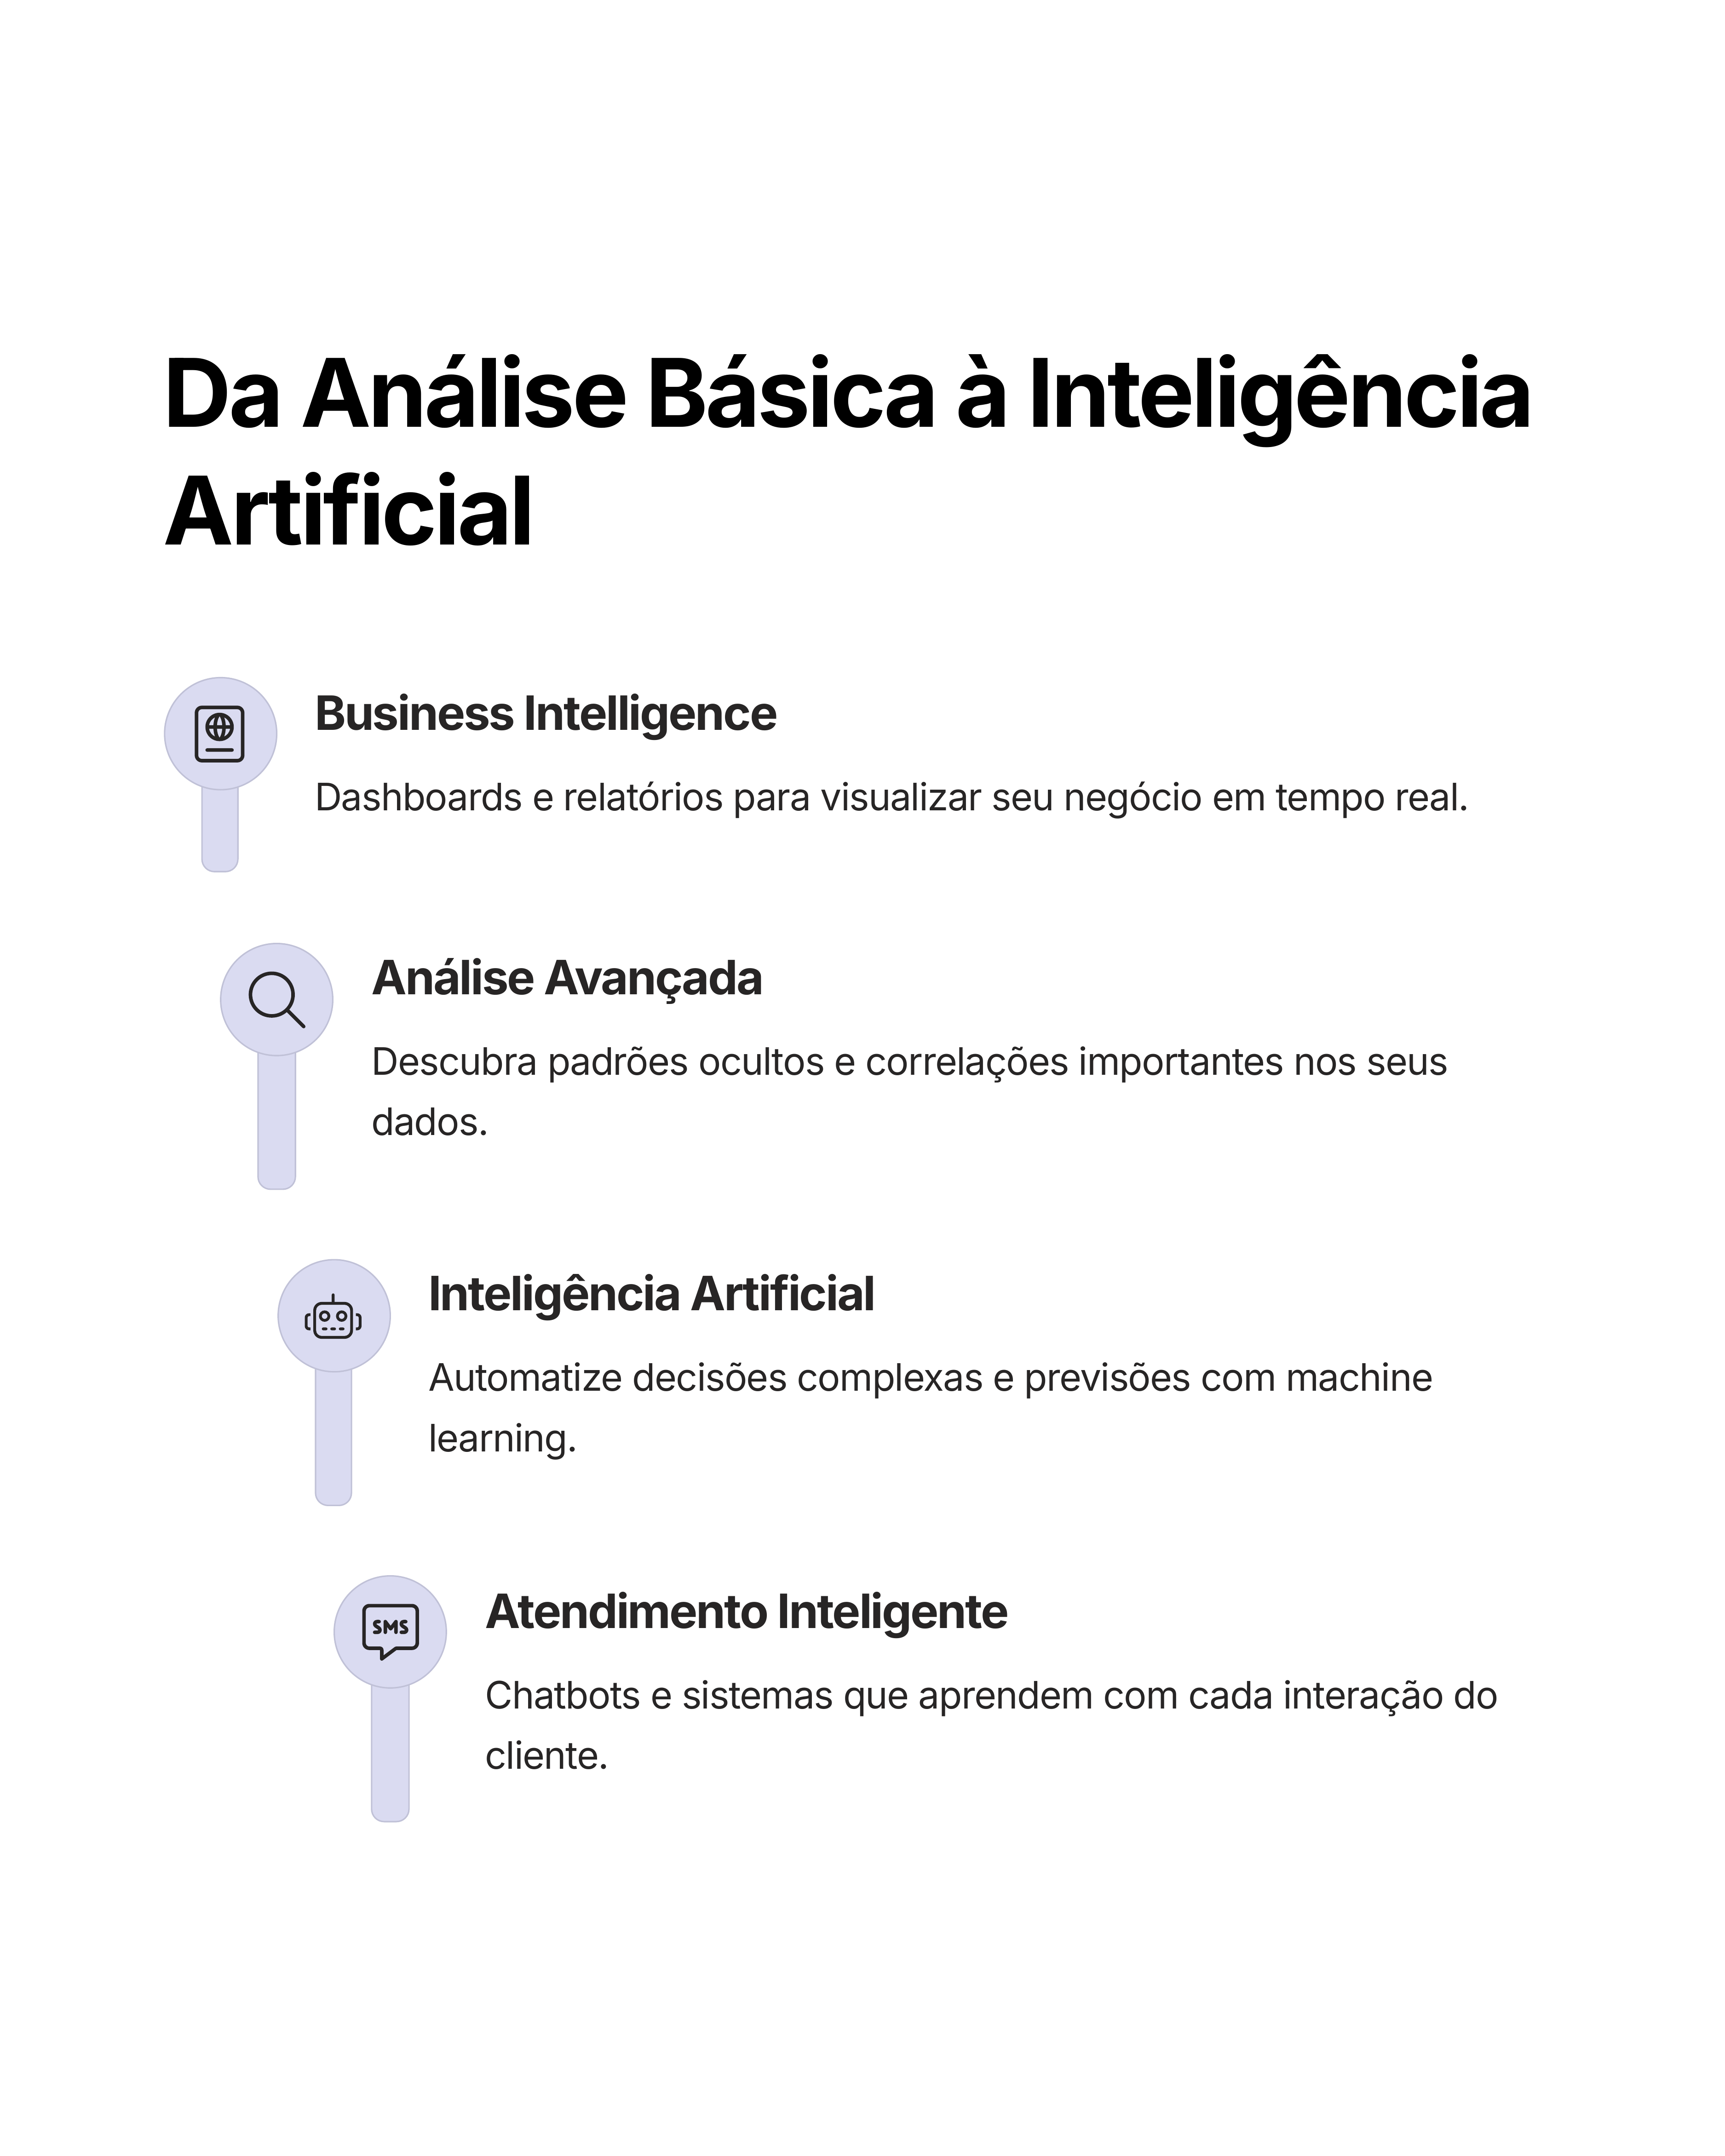 Da Análise Básica à Inteligência
Artificial
Business Intelligence
Dashboards e relatórios para visualizar seu negócio em tempo real.
Análise Avançada
Descubra padrões ocultos e correlações importantes nos seus
dados.
Inteligência Artificial
Automatize decisões complexas e previsões com machine
learning.
SMS
Atendimento Inteligente
Chatbots e sistemas que aprendem com cada interação do
cliente.